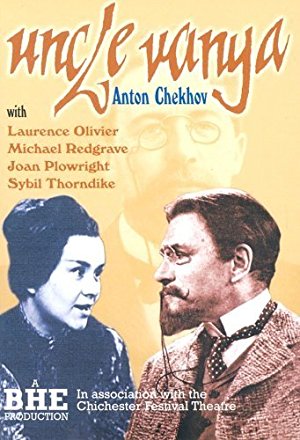 uncle vanya
Anton Chekhov
with
Laurence Olivier
Michael Redgrave
Joan Plowright
Sybil Thorndike
A
BHE
PRODUCTION
In association with the
Chichester Festival Theatre